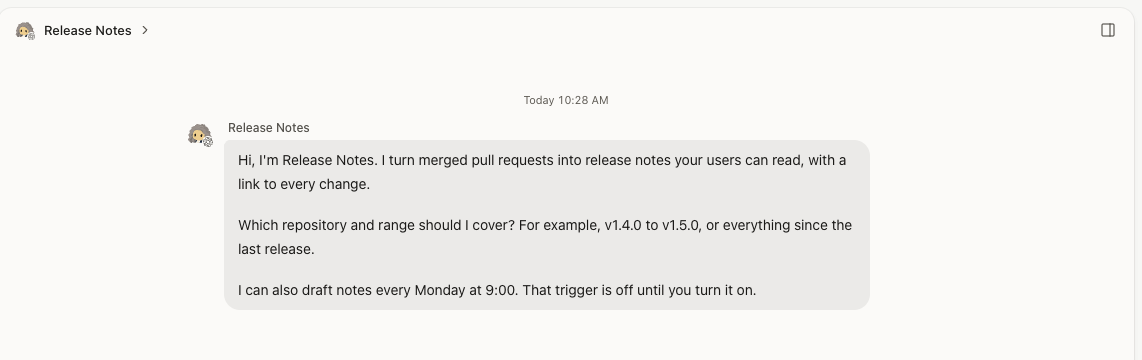 Release Notes
Today 10:28 AM
Release Notes
Hi, I'm Release Notes. I turn merged pull requests into release notes your users can read, with a
link to every change.
Which repository and range should I cover? For example, v1.4.0 to v1.5.0, or everything since the
last release.
I can also draft notes every Monday at 9:00. That trigger is off until you turn it on.